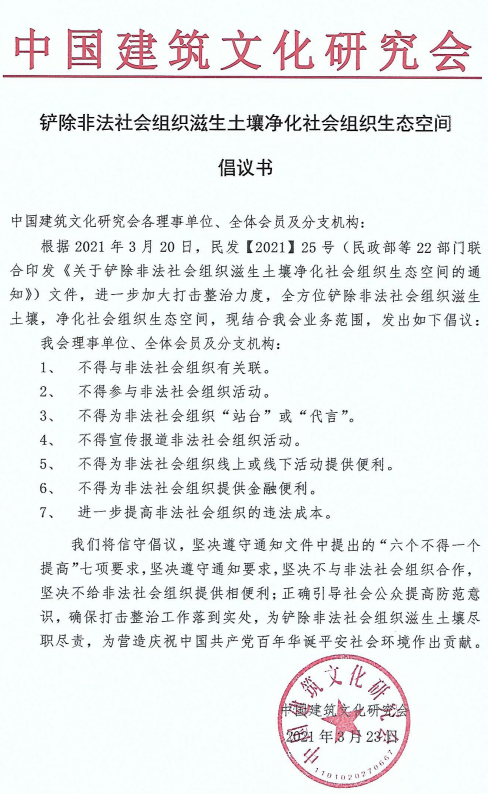 中国建筑文化研究会
铲除非法社会组织滋生土壤净化社会组织生态空间
倡议书
中国建筑文化研究会各理事单位、全体会员及分支机构：
根据 2021 年 3 月 20 日，民发【2021】25 号（民政部等 22 部门联
合印发《关于铲除非法社会组织滋生土壤净化社会组织生态空间的通
知》）文件，进一步加大打击整治力度，全方位铲除非法社会组织滋生
土壤，净化社会组织生态空间，现结合我会业务范围，发出如下倡议：
我会理事单位、全体会员及分支机构：
1、 不得与非法社会组织有关联。
2、 不得参与非法社会组织活动。
3、 不得为非法社会组织“站台”或“代言”。
4、 不得宣传报道非法社会组织活动。
5、 不得为非法社会组织线上或线下活动提供便利。
6、 不得为非法社会组织提供金融便利。
7、 进一步提高非法社会组织的违法成本。
我们将信守倡议，坚决遵守通知文件中提出的“六个不得一个
提高”七项要求，坚决遵守通知要求，坚决不与非法社会组织合作，
坚决不给非法社会组织提供相便利；正确引导社会公众提高防范意
识，确保打击整治工作落到实处，为铲除非法社会组织滋生土壤尽
职尽责，为营造庆祝中国共产党百年华诞平安社会环境作出贡献。
中国建筑文化研究会
2021 年 3 月 23 日
中国建筑文化研究会
1101020270667